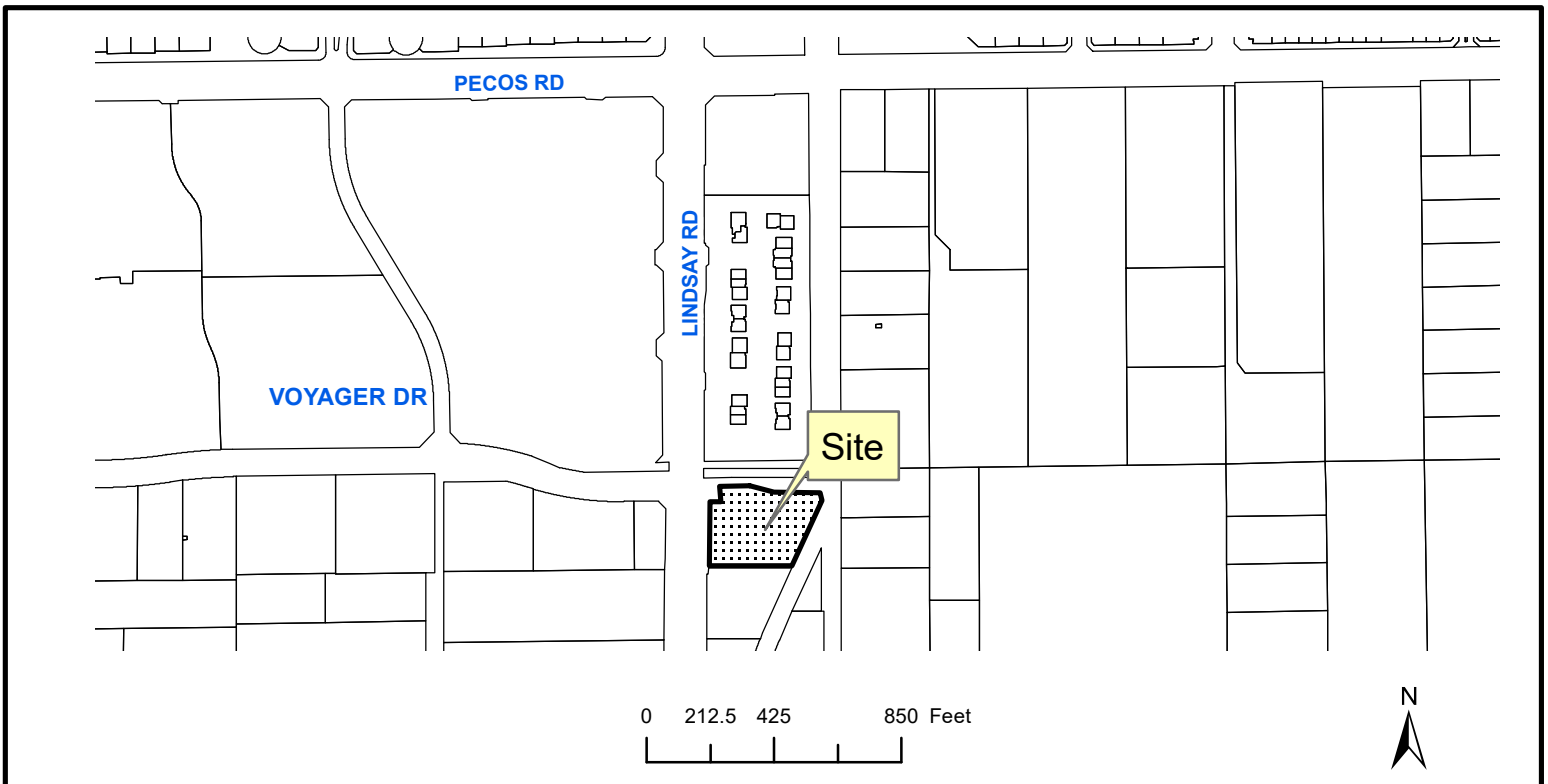 PECOS RD
LINDSAY RD
VOYAGER DR
Site
0 212.5 425 850 Feet
N